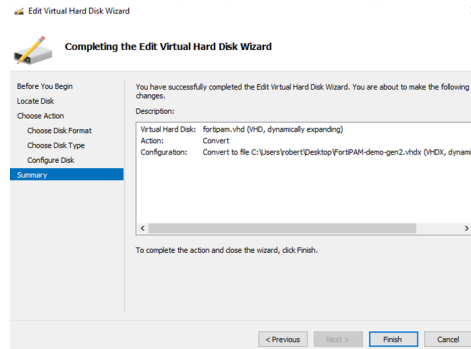 Edit Virtual Hard Disk Wizard
Completing the Edit Virtual Hard Disk Wizard
Before You Begin
Locate Disk
Choose Action
Choose Disk Format
Choose Disk Type
Configure Disk
Summary
You have successfully completed the Edit Virtual Hard Disk Wizard. You are about to make the following
changes.
Description:
Virtual Hard Disk: fortipam.vhd (VHD, dynamically expanding)
Action: Convert
Configuration: Convert to file C:\Users\robert\Desktop\FortiPAM-demo-gen2.vhdx (VHDX, dynami
To complete the action and close the wizard, click Finish.
< Previous Next > Finish Cancel